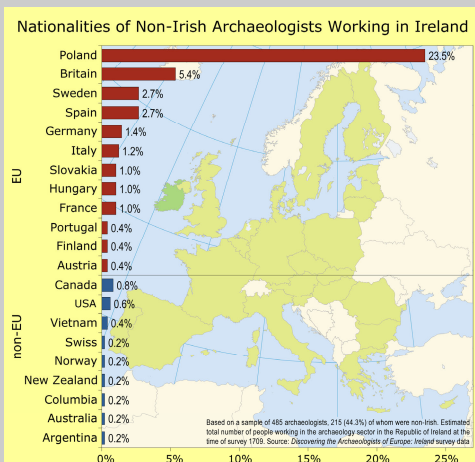 Nationalities of Non-Irish Archaeologists Working in Ireland
EU
Poland 23.5%
Britain 5.4%
Sweden 2.7%
Spain 2.7%
Germany 1.4%
Italy 1.2%
Slovakia 1.0%
Hungary 1.0%
France 1.0%
Portugal 0.4%
Finland 0.4%
Austria 0.4%
non-EU
Canada 0.8%
USA 0.6%
Vietnam 0.4%
Swiss 0.2%
Norway 0.2%
New Zealand 0.2%
Columbia 0.2%
Australia 0.2%
Argentina 0.2%
Based on a sample of 485 archaeologists, 215 (44.3%) of whom were non-Irish. Estimated
total number of people working in the archaeology sector in the Republic of Ireland at the
time of survey 1709. Source: Discovering the Archaeologists of Europe: Ireland survey data
0% 5% 10% 15% 20% 25%